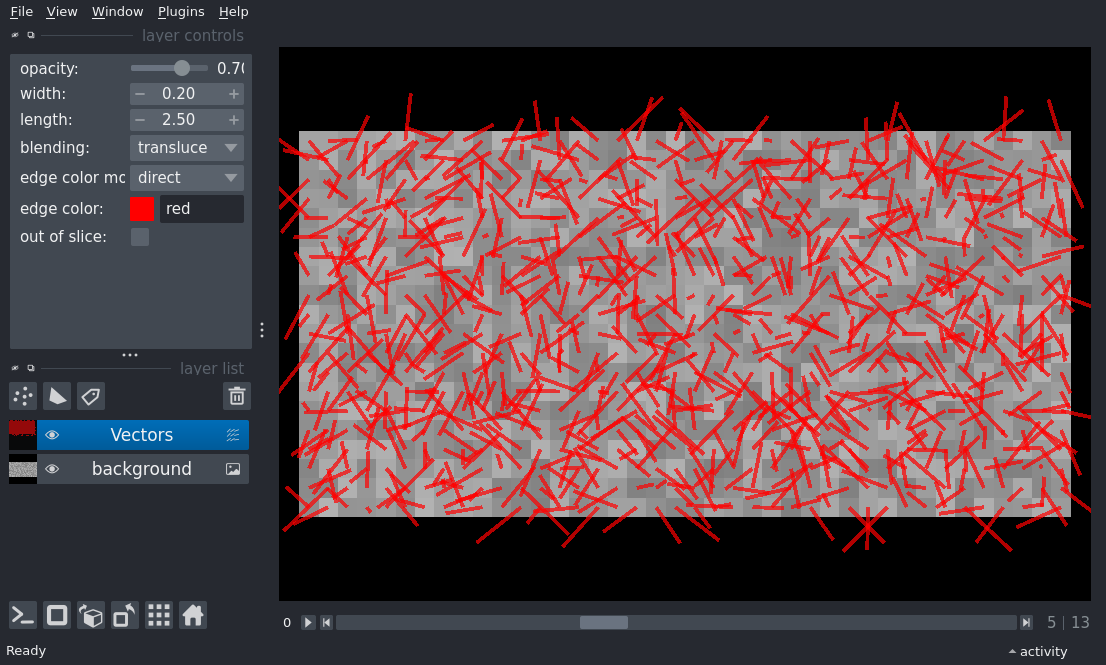 File View Window Plugins Help
layer controls
opacity: 0.70
width: 0.20
length: 2.50
blending: transluce
edge color mo direct
edge color: red
out of slice:
layer list
Vectors
background
0 5 | 13
Ready activity